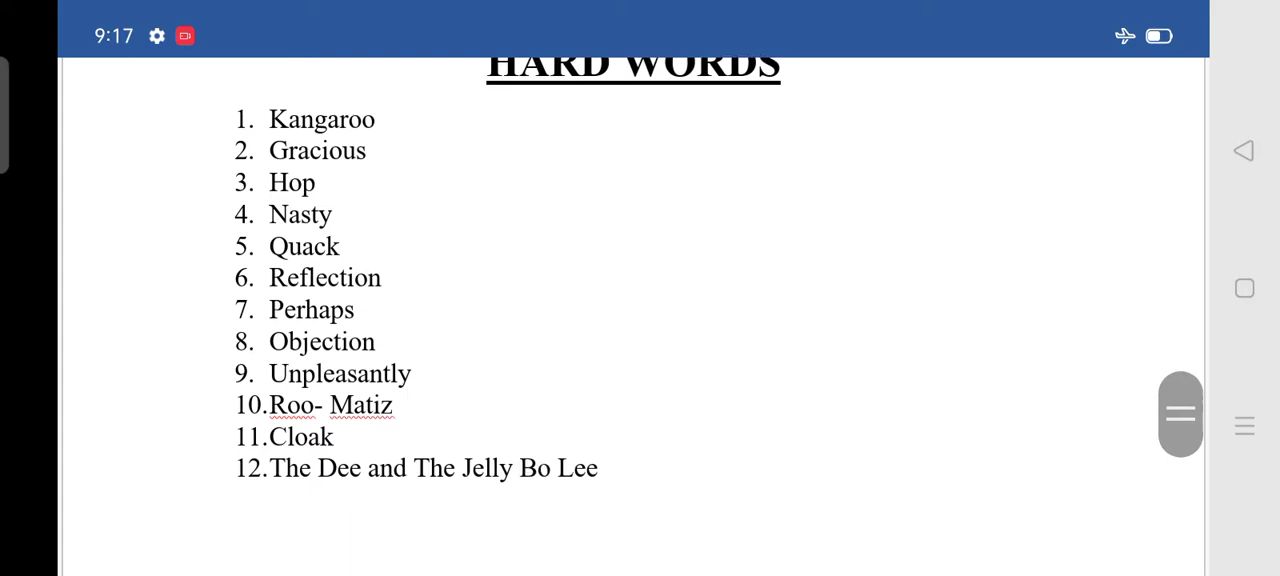 9:17
HARD WORDS
1. Kangaroo
2. Gracious
3. Hop
4. Nasty
5. Quack
6. Reflection
7. Perhaps
8. Objection
9. Unpleasantly
10.Roo- Matiz
11.Cloak
12.The Dee and The Jelly Bo Lee